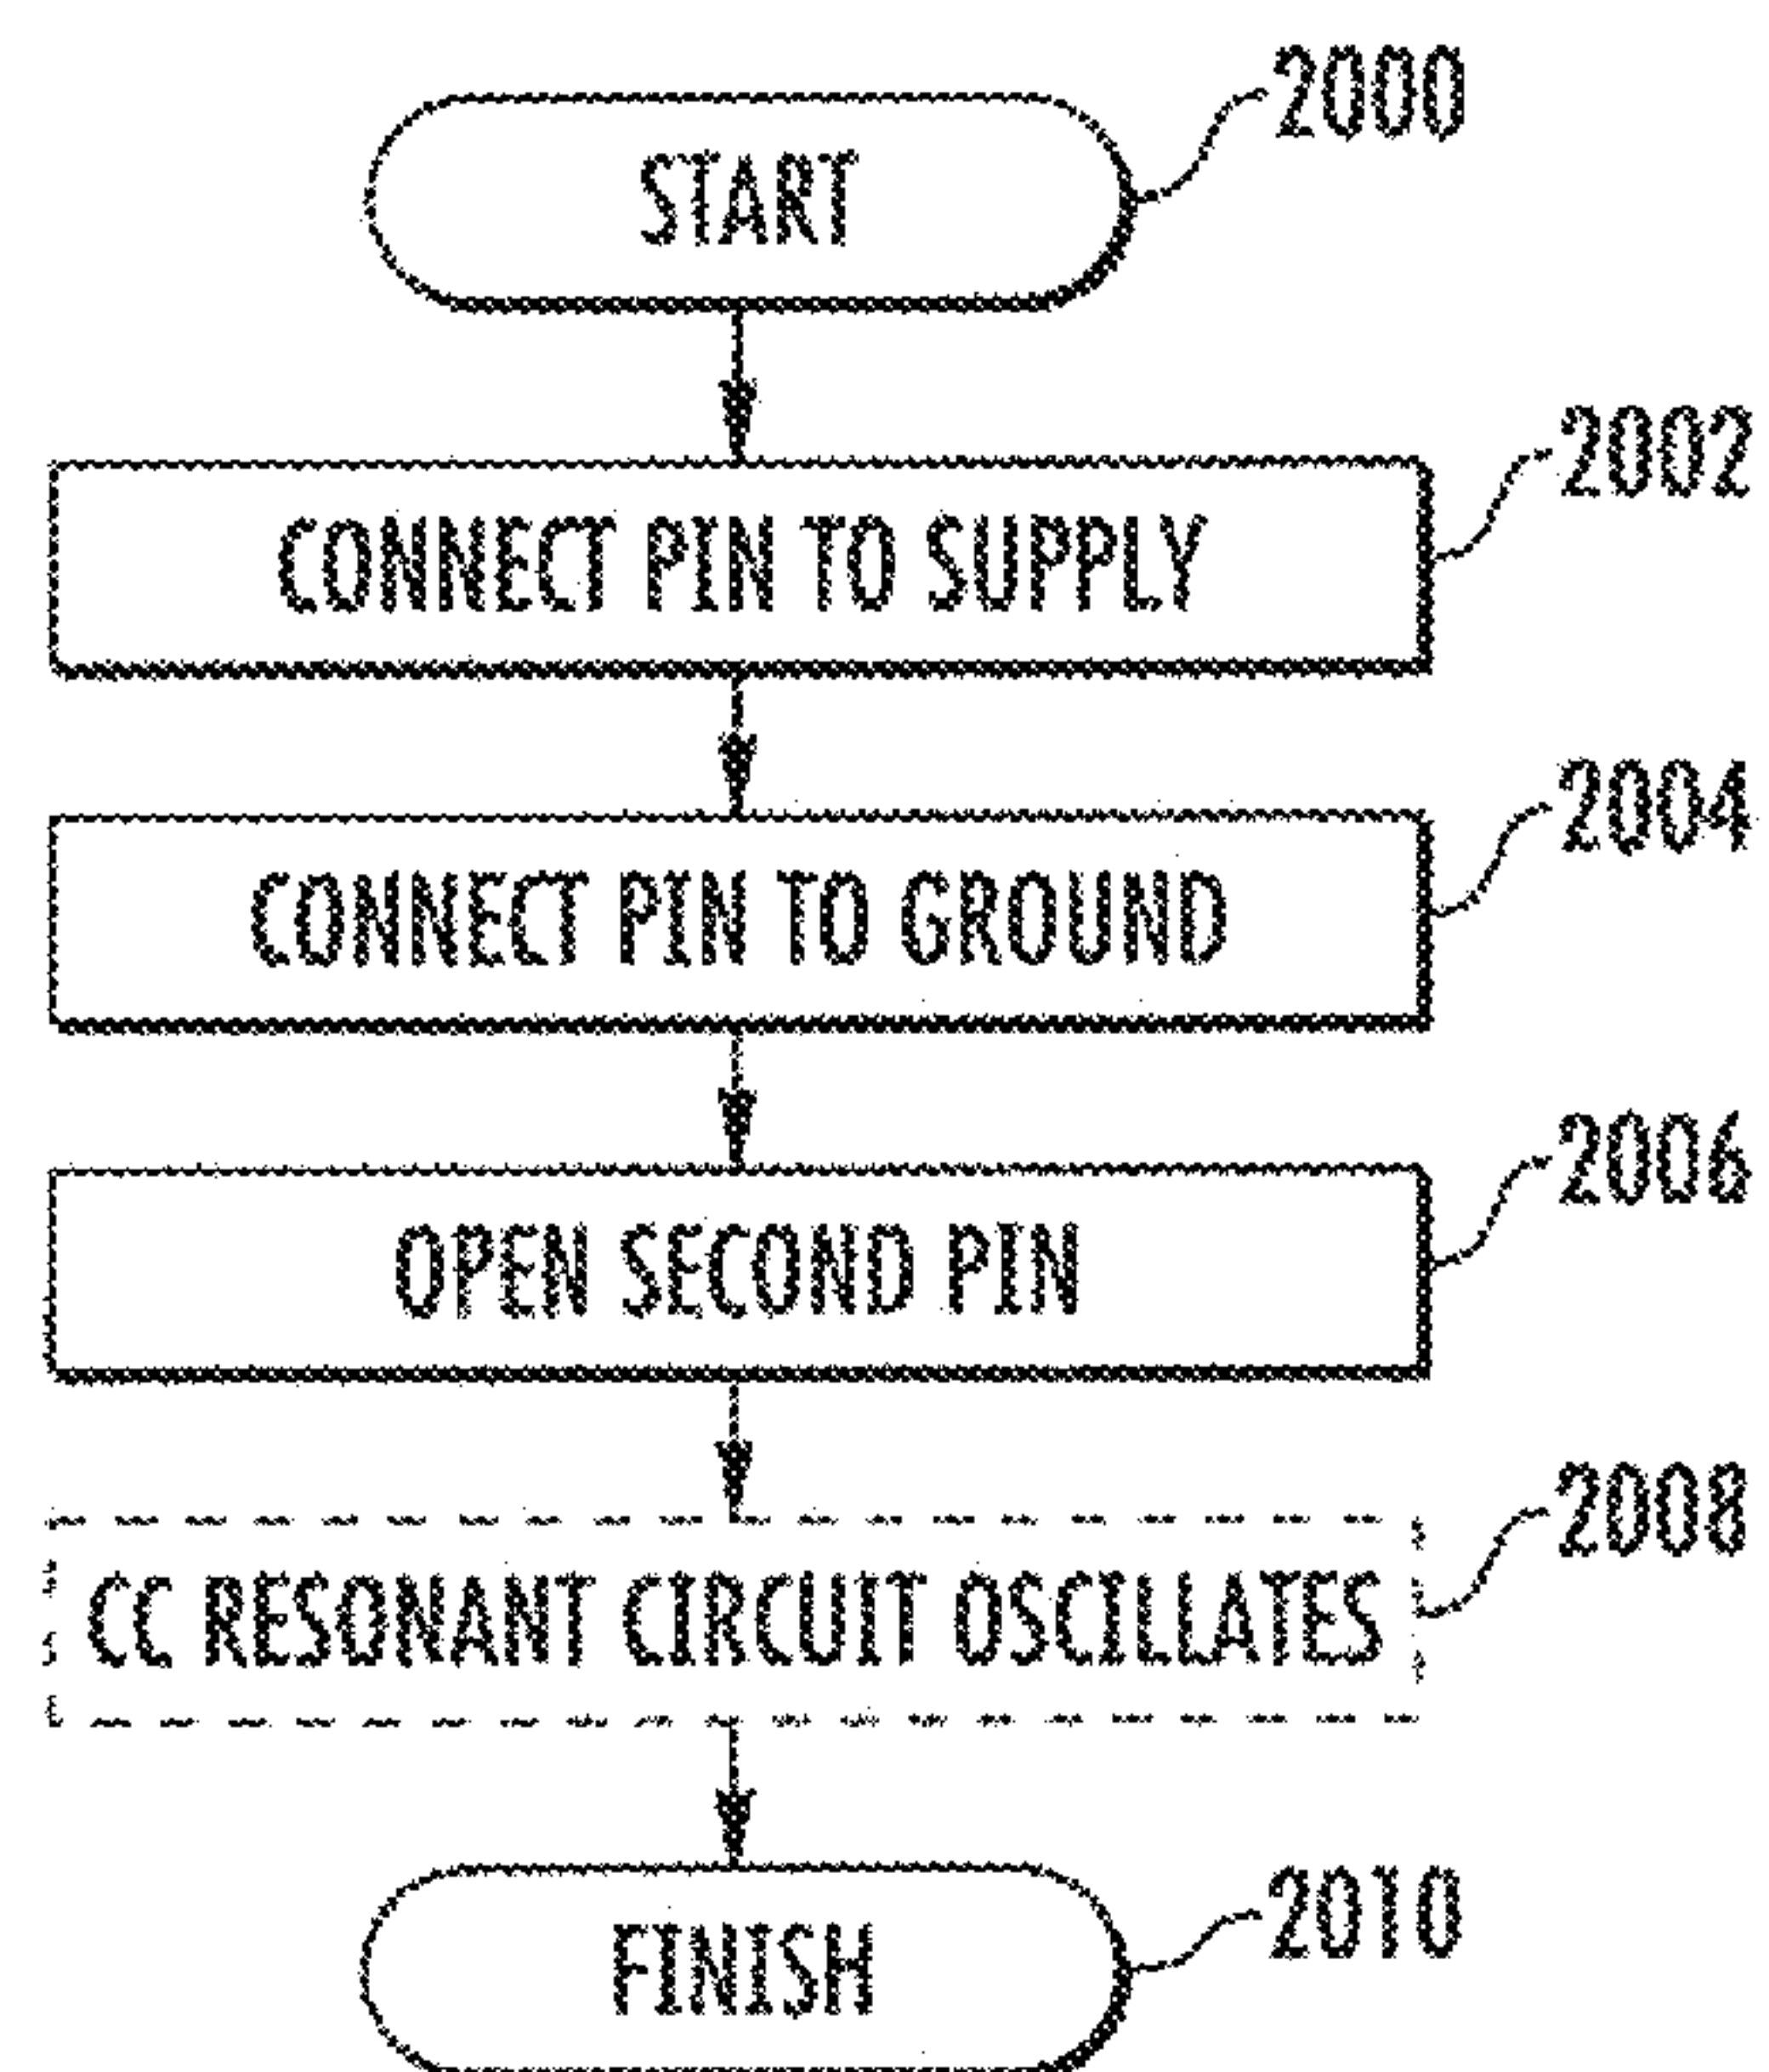 START
2000
CONNECT PIN TO SUPPLY
2002
CONNECT PIN TO GROUND
2004
OPEN SECOND PIN
2006
CC RESONANT CIRCUIT OSCILLATES
2008
FINISH
2010